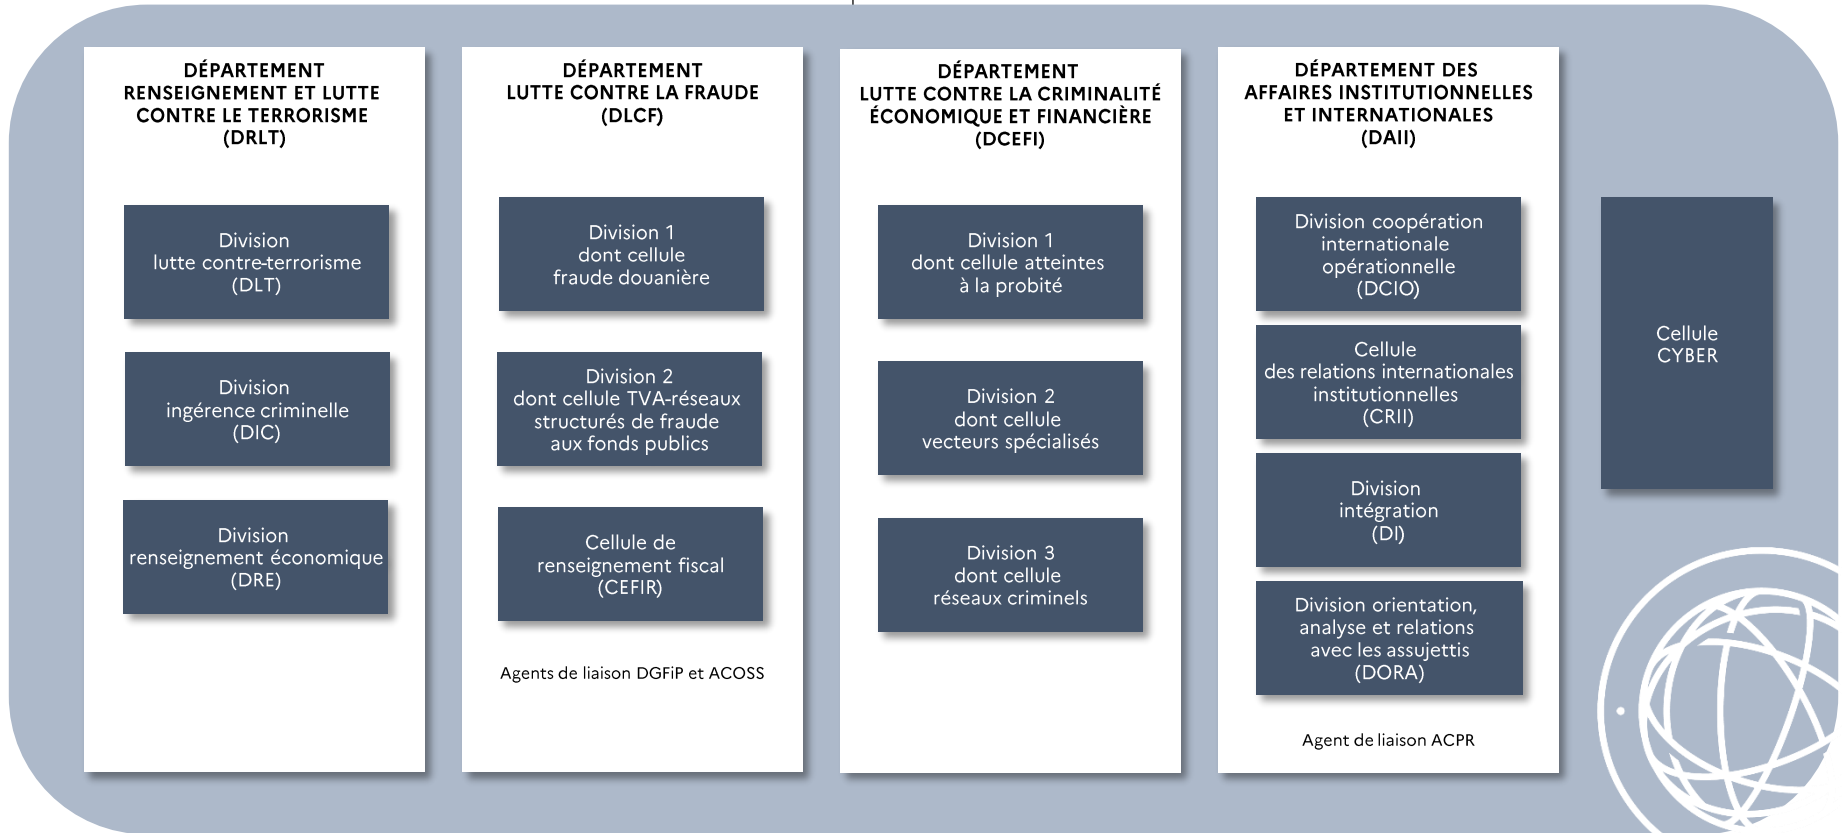 DÉPARTEMENT
RENSEIGNEMENT ET LUTTE
CONTRE LE TERRORISME
(DRLT)
Division
lutte contre-terrorisme
(DLT)
Division
ingérence criminelle
(DIC)
Division
renseignement économique
(DRE)
DÉPARTEMENT
LUTTE CONTRE LA FRAUDE
(DLCF)
Division 1
dont cellule
fraude douanière
Division 2
dont cellule TVA-réseaux
structurés de fraude
aux fonds publics
Cellule de
renseignement fiscal
(CEFIR)
Agents de liaison DGFiP et ACOSS
DÉPARTEMENT
LUTTE CONTRE LA CRIMINALITÉ
ÉCONOMIQUE ET FINANCIÈRE
(DCEFI)
Division 1
dont cellule atteintes
à la probité
Division 2
dont cellule
vecteurs spécialisés
Division 3
dont cellule
réseaux criminels
DÉPARTEMENT DES
AFFAIRES INSTITUTIONNELLES
ET INTERNATIONALES
(DAII)
Division coopération
internationale
opérationnelle
(DCIO)
Cellule
des relations internationales
institutionnelles
(CRII)
Division
intégration
(DI)
Division orientation,
analyse et relations
avec les assujettis
(DORA)
Agent de liaison ACPR
Cellule
CYBER